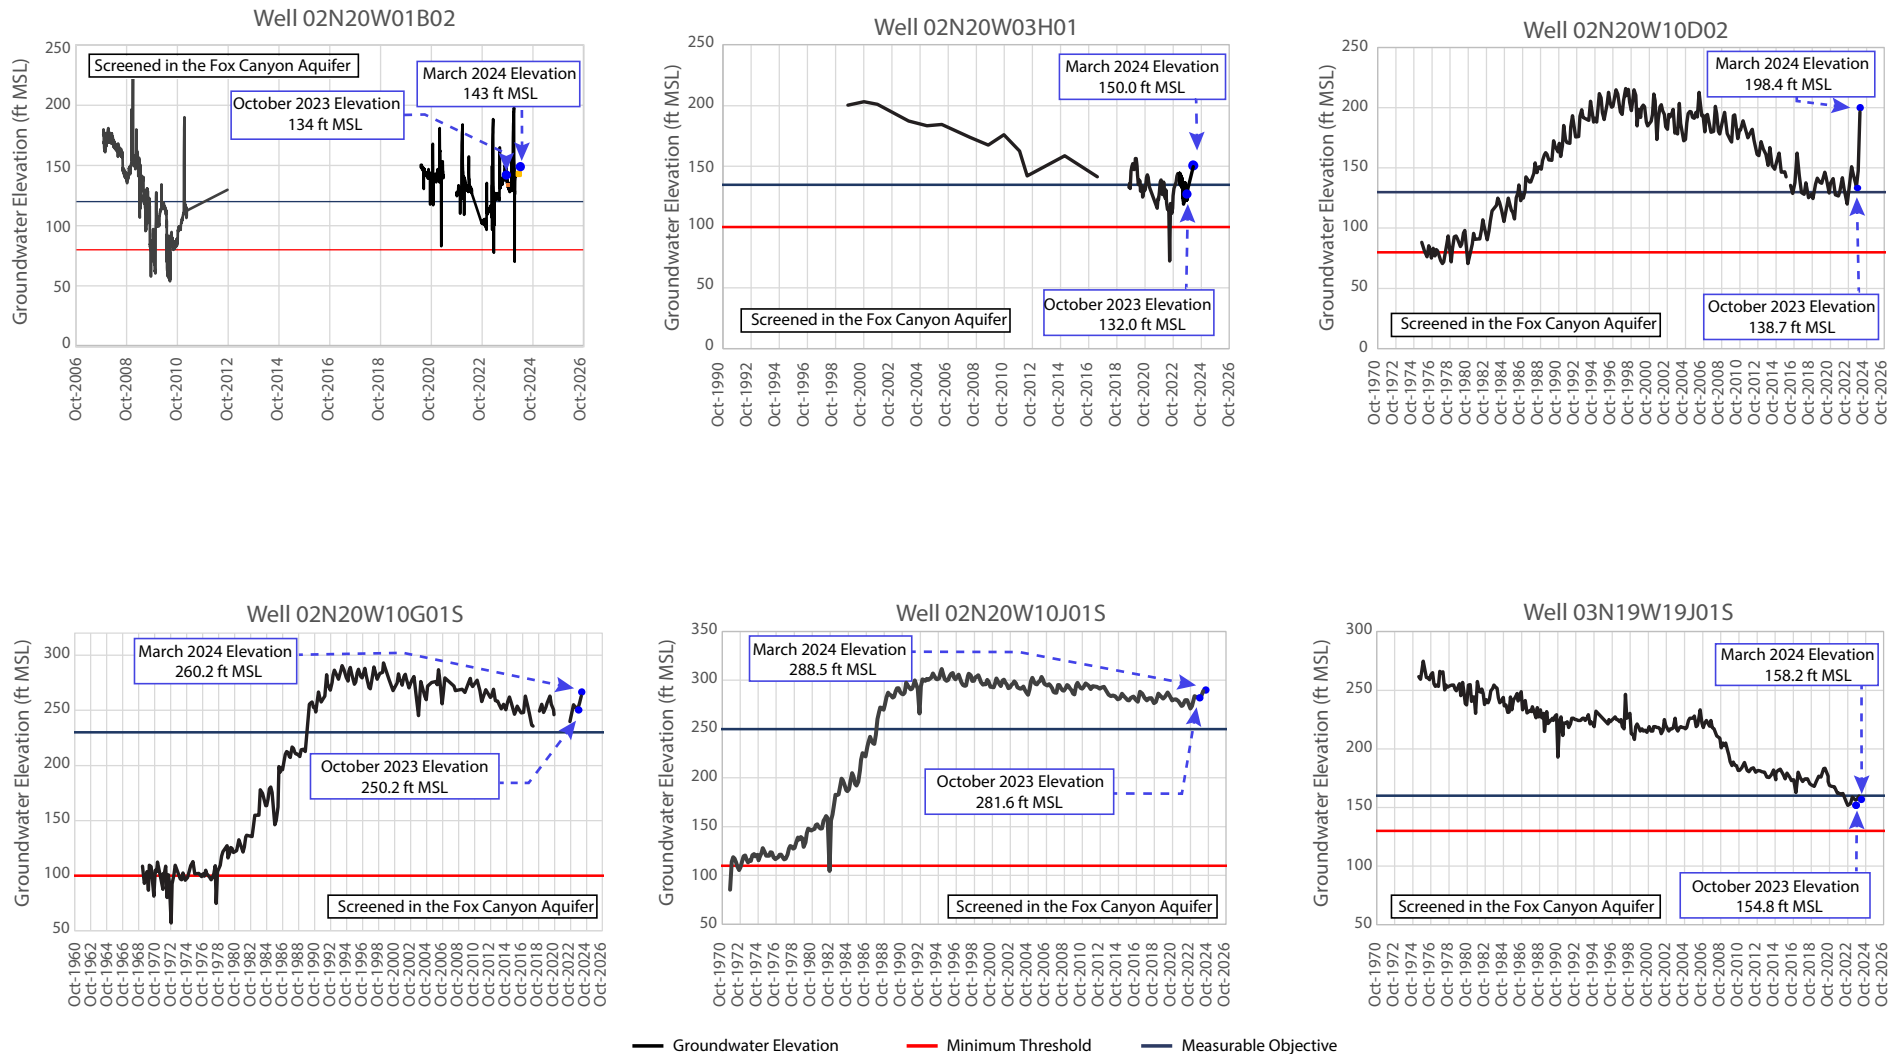 Well 02N20W01B02
Groundwater Elevation (ft MSL)
250
200
150
100
50
0
Screened in the Fox Canyon Aquifer
October 2023 Elevation
134 ft MSL
March 2024 Elevation
143 ft MSL
Oct-2006
Oct-2008
Oct-2010
Oct-2012
Oct-2014
Oct-2016
Oct-2018
Oct-2020
Oct-2022
Oct-2024
Oct-2026
Well 02N20W03H01
Groundwater Elevation (ft MSL)
250
200
150
100
50
0
March 2024 Elevation
150.0 ft MSL
Screened in the Fox Canyon Aquifer
October 2023 Elevation
132.0 ft MSL
Oct-1990
Oct-1992
Oct-1994
Oct-1996
Oct-1998
Oct-2000
Oct-2002
Oct-2004
Oct-2006
Oct-2008
Oct-2010
Oct-2012
Oct-2014
Oct-2016
Oct-2018
Oct-2020
Oct-2022
Oct-2024
Oct-2026
Well 02N20W10D02
Groundwater Elevation (ft MSL)
250
200
150
100
50
0
March 2024 Elevation
198.4 ft MSL
Screened in the Fox Canyon Aquifer
October 2023 Elevation
138.7 ft MSL
Oct-1970
Oct-1972
Oct-1974
Oct-1976
Oct-1978
Oct-1980
Oct-1982
Oct-1984
Oct-1986
Oct-1988
Oct-1990
Oct-1992
Oct-1994
Oct-1996
Oct-1998
Oct-2000
Oct-2002
Oct-2004
Oct-2006
Oct-2008
Oct-2010
Oct-2012
Oct-2014
Oct-2016
Oct-2018
Oct-2020
Oct-2022
Oct-2024
Oct-2026
Well 02N20W10G01S
Groundwater Elevation (ft MSL)
300
250
200
150
100
50
March 2024 Elevation
260.2 ft MSL
October 2023 Elevation
250.2 ft MSL
Screened in the Fox Canyon Aquifer
Oct-1960
Oct-1962
Oct-1964
Oct-1966
Oct-1968
Oct-1970
Oct-1972
Oct-1974
Oct-1976
Oct-1978
Oct-1980
Oct-1982
Oct-1984
Oct-1986
Oct-1988
Oct-1990
Oct-1992
Oct-1994
Oct-1996
Oct-1998
Oct-2000
Oct-2002
Oct-2004
Oct-2006
Oct-2008
Oct-2010
Oct-2012
Oct-2014
Oct-2016
Oct-2018
Oct-2020
Oct-2022
Oct-2024
Oct-2026
Well 02N20W10J01S
Groundwater Elevation (ft MSL)
350
300
250
200
150
100
50
March 2024 Elevation
288.5 ft MSL
October 2023 Elevation
281.6 ft MSL
Screened in the Fox Canyon Aquifer
Oct-1970
Oct-1972
Oct-1974
Oct-1976
Oct-1978
Oct-1980
Oct-1982
Oct-1984
Oct-1986
Oct-1988
Oct-1990
Oct-1992
Oct-1994
Oct-1996
Oct-1998
Oct-2000
Oct-2002
Oct-2004
Oct-2006
Oct-2008
Oct-2010
Oct-2012
Oct-2014
Oct-2016
Oct-2018
Oct-2020
Oct-2022
Oct-2024
Oct-2026
Well 03N19W19J01S
Groundwater Elevation (ft MSL)
300
250
200
150
100
50
March 2024 Elevation
158.2 ft MSL
October 2023 Elevation
154.8 ft MSL
Screened in the Fox Canyon Aquifer
Oct-1970
Oct-1972
Oct-1974
Oct-1976
Oct-1978
Oct-1980
Oct-1982
Oct-1984
Oct-1986
Oct-1988
Oct-1990
Oct-1992
Oct-1994
Oct-1996
Oct-1998
Oct-2000
Oct-2002
Oct-2004
Oct-2006
Oct-2008
Oct-2010
Oct-2012
Oct-2014
Oct-2016
Oct-2018
Oct-2020
Oct-2022
Oct-2024
Oct-2026
Groundwater Elevation
Minimum Threshold
Measurable Objective